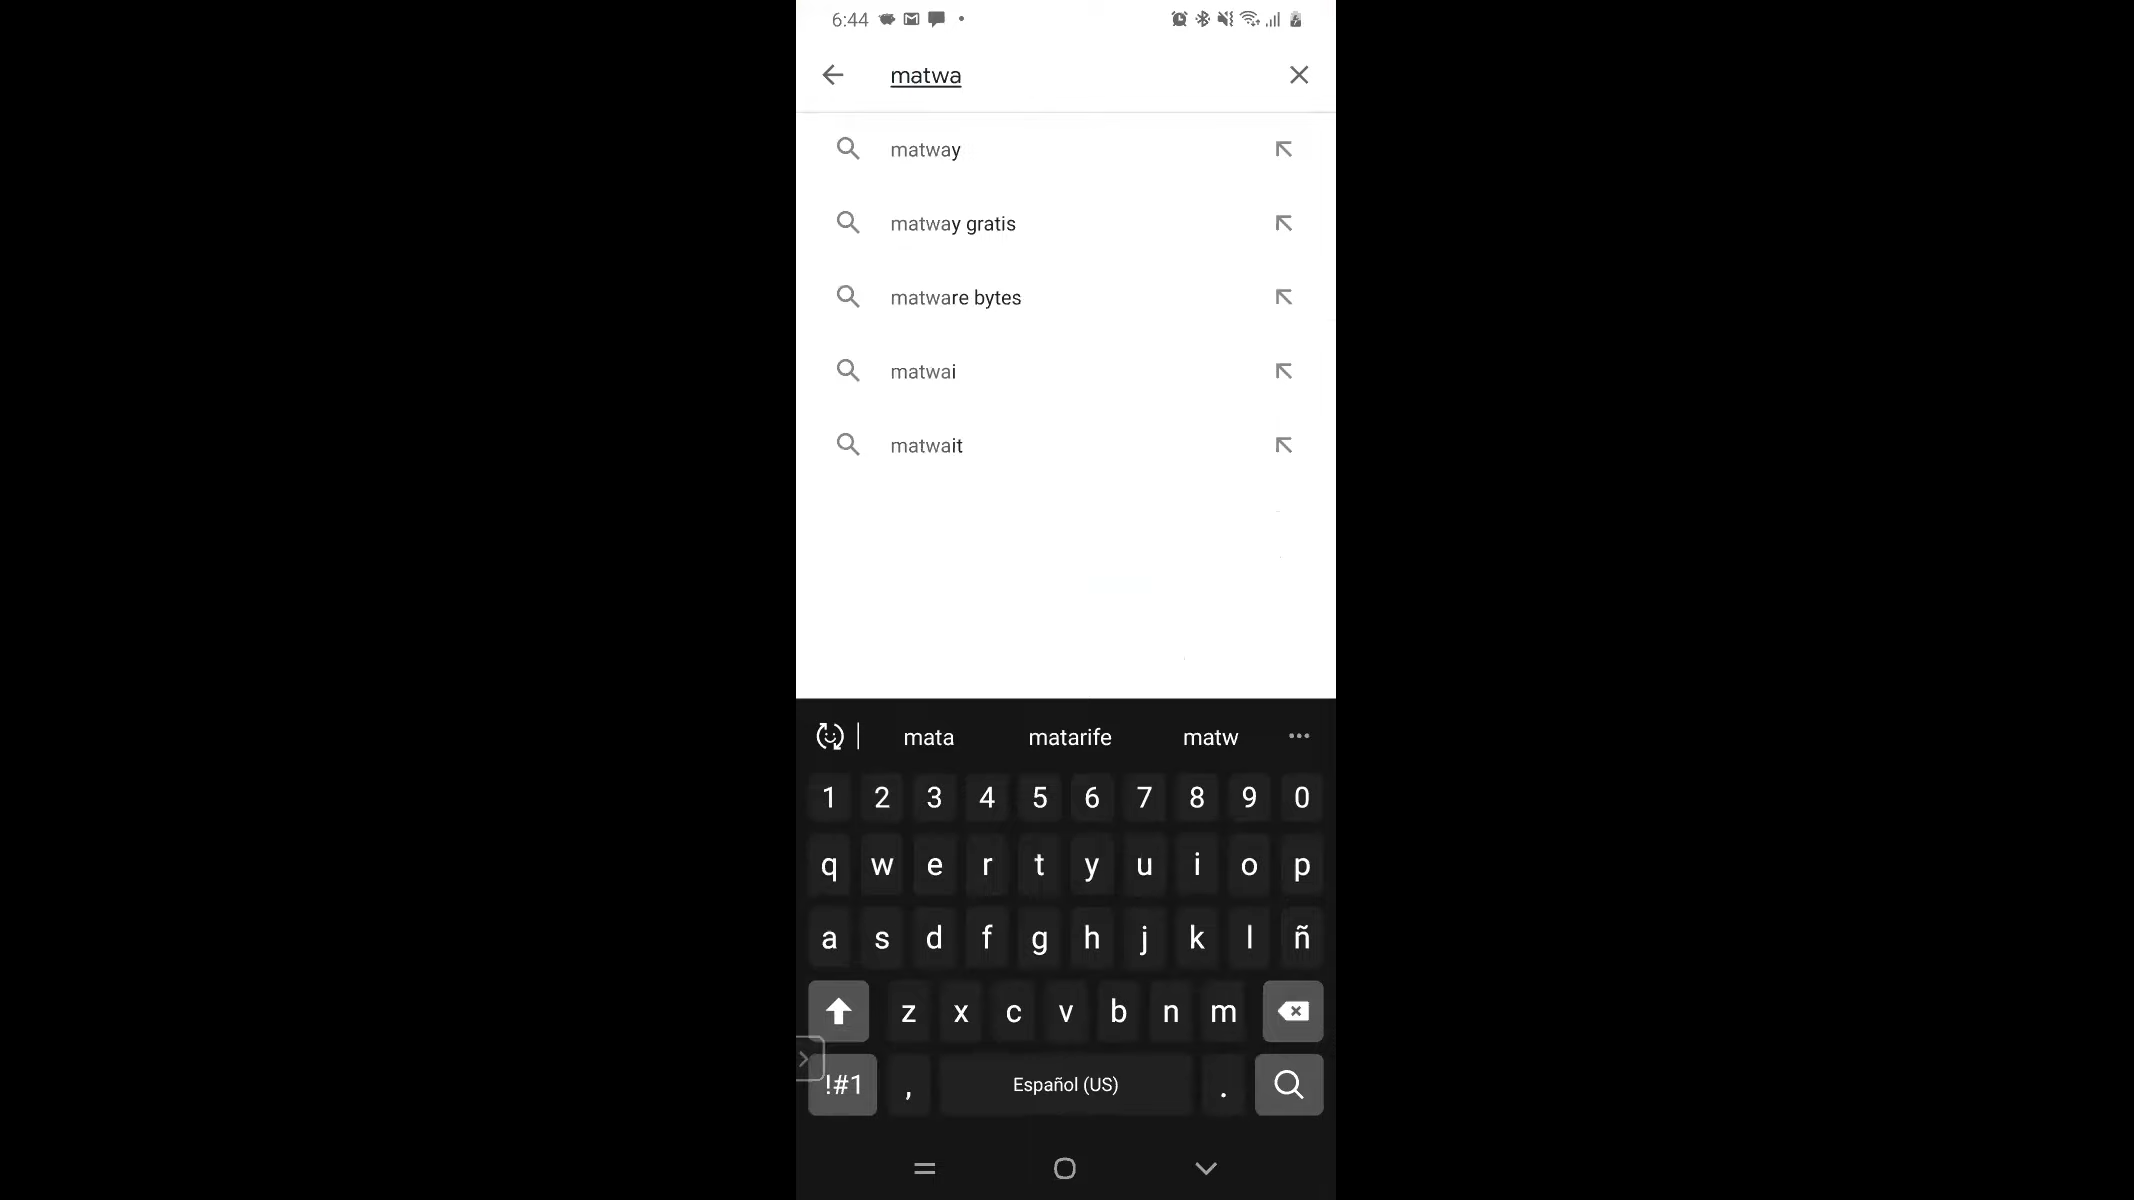 6:44
matwa
matway
matway gratis
matware bytes
matwai
matwait
mata matarife matw
1 2 3 4 5 6 7 8 9 0
q w e r t y u i o p
a s d f g h j k l ñ
z x c v b n m
!#1 , Español (US) .